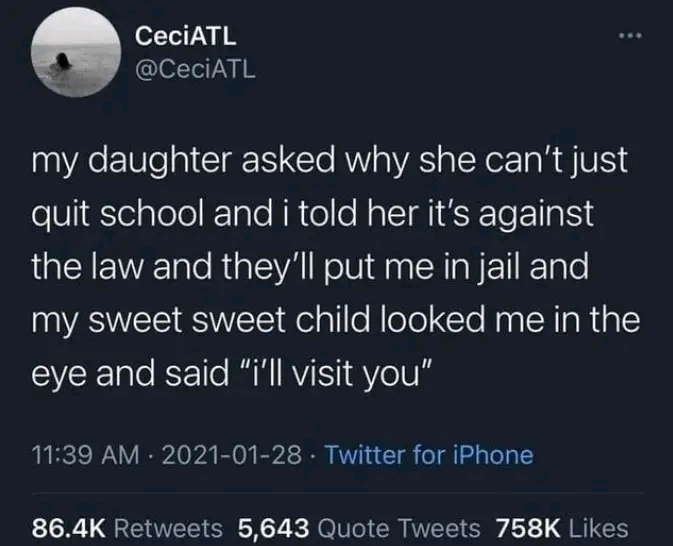 CeciATL
@CeciATL
my daughter asked why she can't just
quit school and i told her it's against
the law and they'll put me in jail and
my sweet sweet child looked me in the
eye and said “i'll visit you”
11:39 AM · 2021-01-28 · Twitter for iPhone
86.4K Retweets 5,643 Quote Tweets 758K Likes